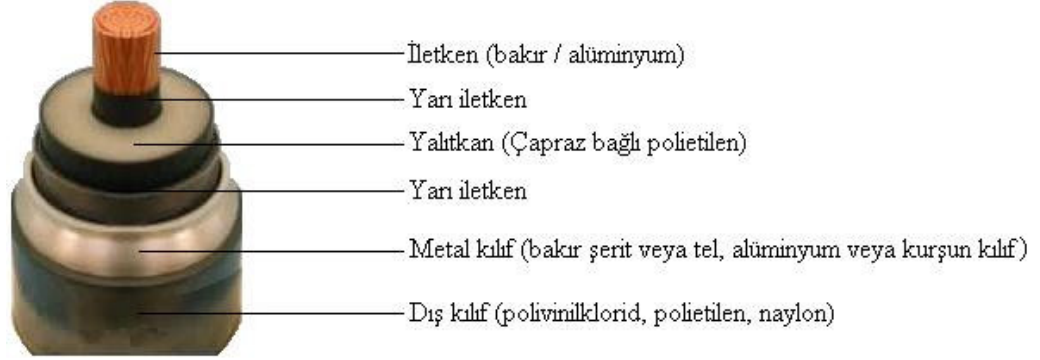 İletken (bakır / alüminyum)
Yarı iletken
Yalıtkan (Çapraz bağlı polietilen)
Yarı iletken
Metal kılıf (bakır şerit veya tel, alüminyum veya kurşun kılıf)
Dış kılıf (polivinilklorid, polietilen, naylon)